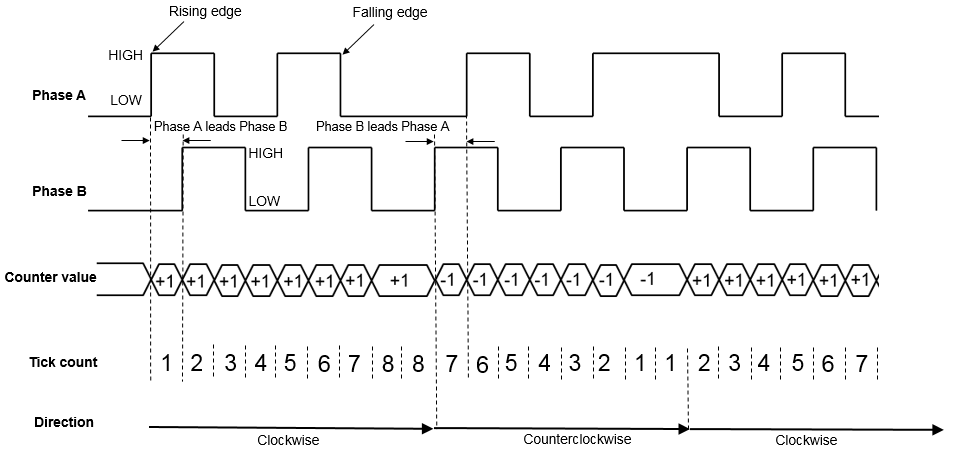 Rising edge Falling edge
HIGH
Phase A
LOW
Phase A leads Phase B Phase B leads Phase A
HIGH
Phase B
LOW
Counter value +1 +1 +1 +1 +1 +1 +1 +1 -1 -1 -1 -1 -1 -1 -1 +1 +1 +1 +1 +1 +1
Tick count 1 2 3 4 5 6 7 8 8 7 6 5 4 3 2 1 1 2 3 4 5 6 7
Direction
Clockwise Counterclockwise Clockwise